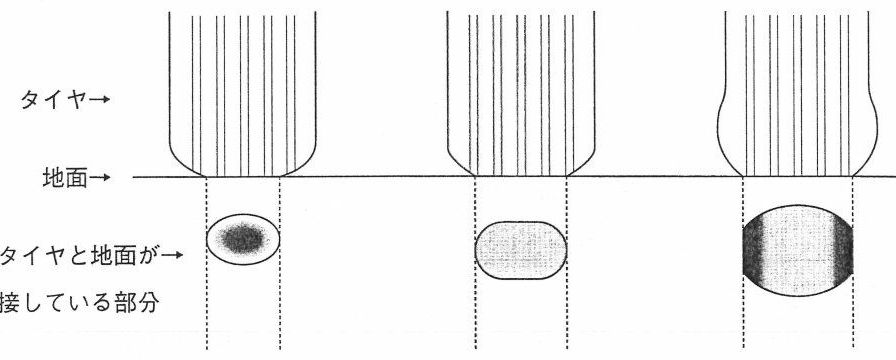 タイヤ→
地面→
タイヤと地面が→
接している部分